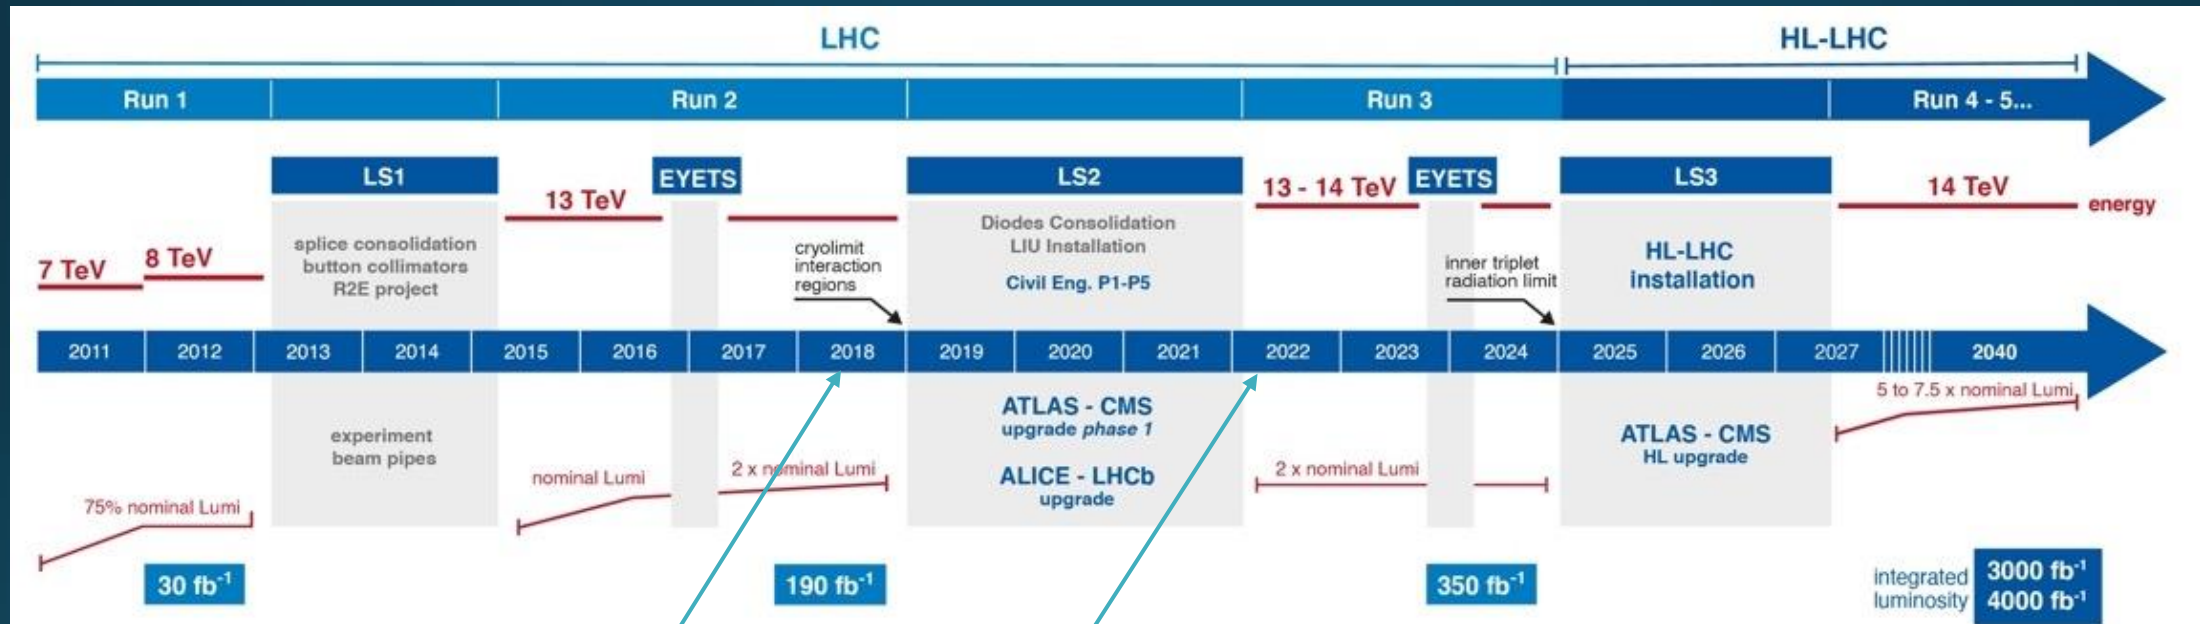 LHC
HL-LHC
Run 1
Run 2
Run 3
Run 4 - 5...
LS1
EYETS
LS2
EYETS
LS3
13 TeV
13 - 14 TeV
14 TeV
energy
7 TeV
8 TeV
splice consolidation
button collimators
R2E project
cryolimit
interaction
regions
Diodes Consolidation
LIU Installation
Civil Eng. P1-P5
inner triplet
radiation limit
HL-LHC
installation
2011
2012
2013
2014
2015
2016
2017
2018
2019
2020
2021
2022
2023
2024
2025
2026
2027
2040
5 to 7.5 x nominal Lumi
experiment
beam pipes
ATLAS - CMS
upgrade phase 1
ALICE - LHCb
upgrade
ATLAS - CMS
HL upgrade
75% nominal Lumi
nominal Lumi
2 x nominal Lumi
2 x nominal Lumi
30 fb⁻¹
190 fb⁻¹
350 fb⁻¹
integrated
luminosity
3000 fb⁻¹
4000 fb⁻¹